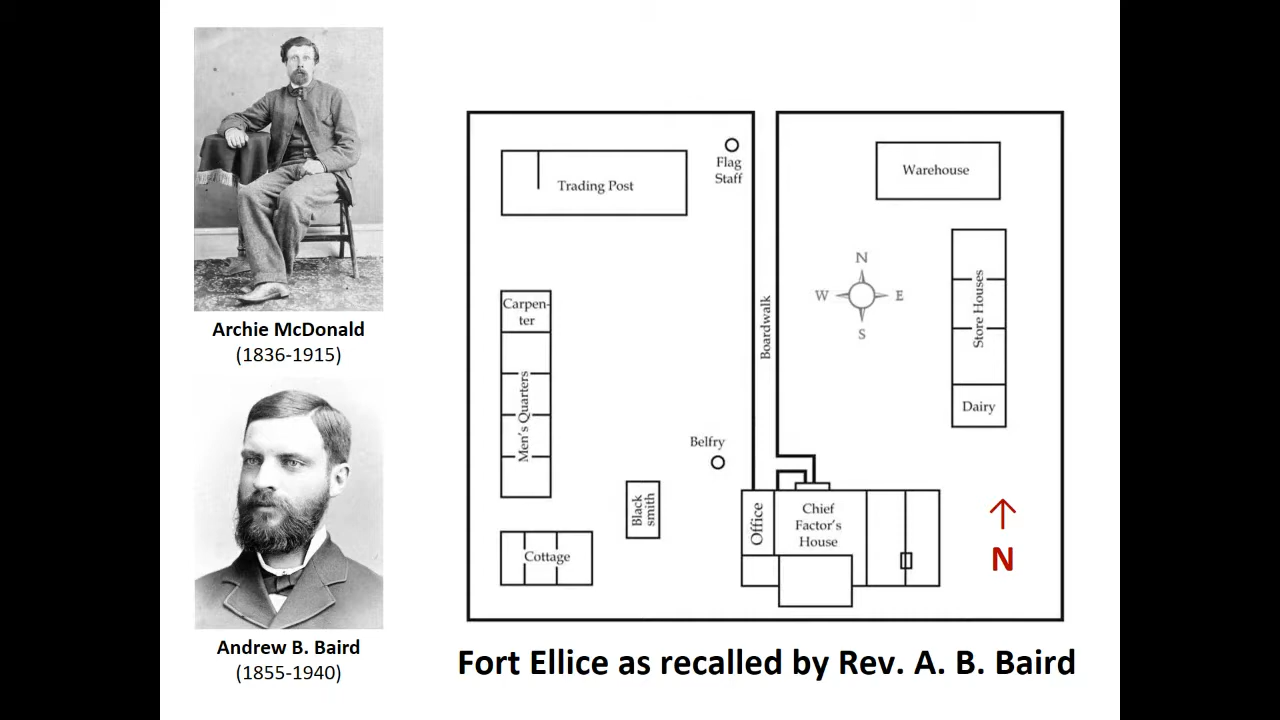 Archie McDonald
(1836-1915)
Andrew B. Baird
(1855-1940)
Flag
Staff
Trading Post
Warehouse
N
W
E
S
Carpen-
ter
Boardwalk
Store Houses
Men's Quarters
Dairy
Belfry
Black
smith
Office
Chief
Factor's
House
Cottage
N
Fort Ellice as recalled by Rev. A. B. Baird